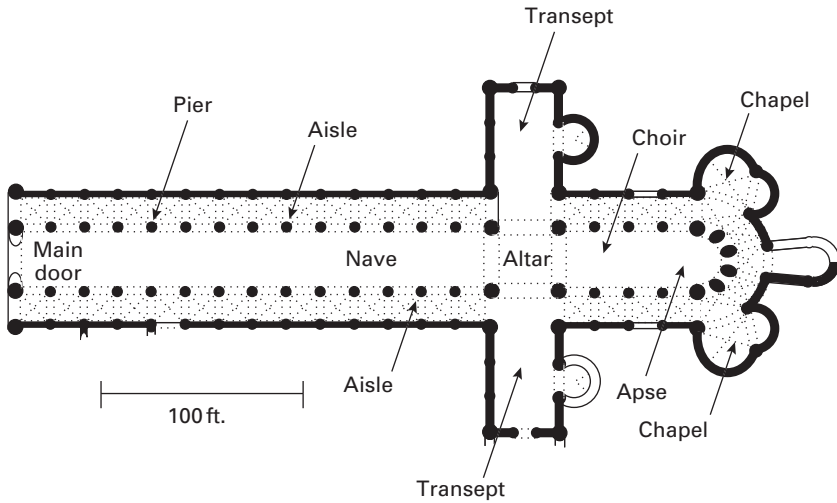 Transept
Pier
Aisle
Chapel
Choir
Main
door
Nave
Altar
Aisle
100 ft.
Apse
Chapel
Transept